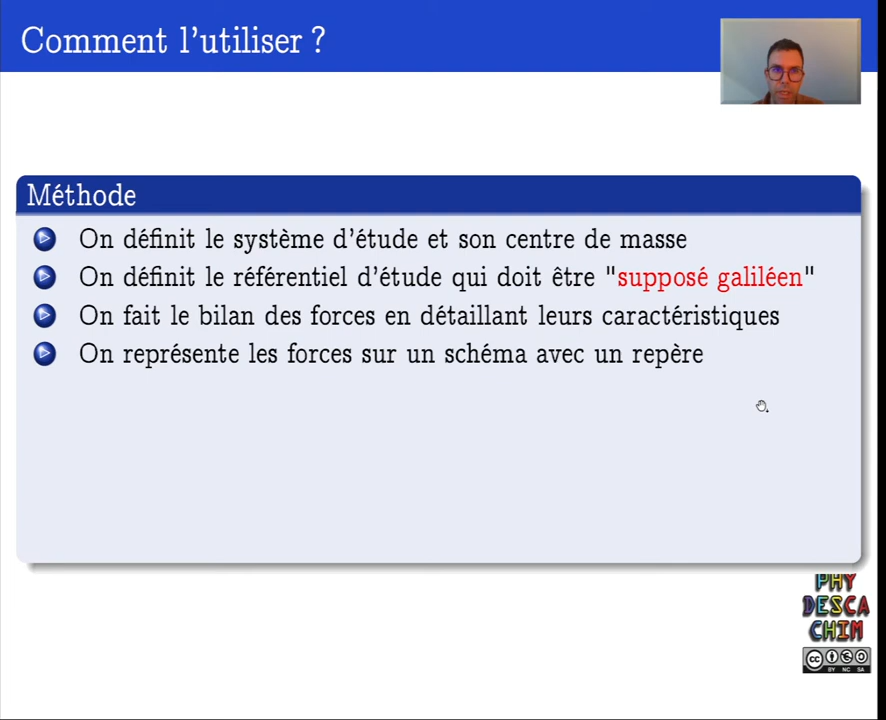 Comment l'utiliser ?
Méthode
On définit le système d'étude et son centre de masse
On définit le référentiel d'étude qui doit être "supposé galiléen"
On fait le bilan des forces en détaillant leurs caractéristiques
On représente les forces sur un schéma avec un repère
PHY
DESCA
CHIM
CC
BY NC SA